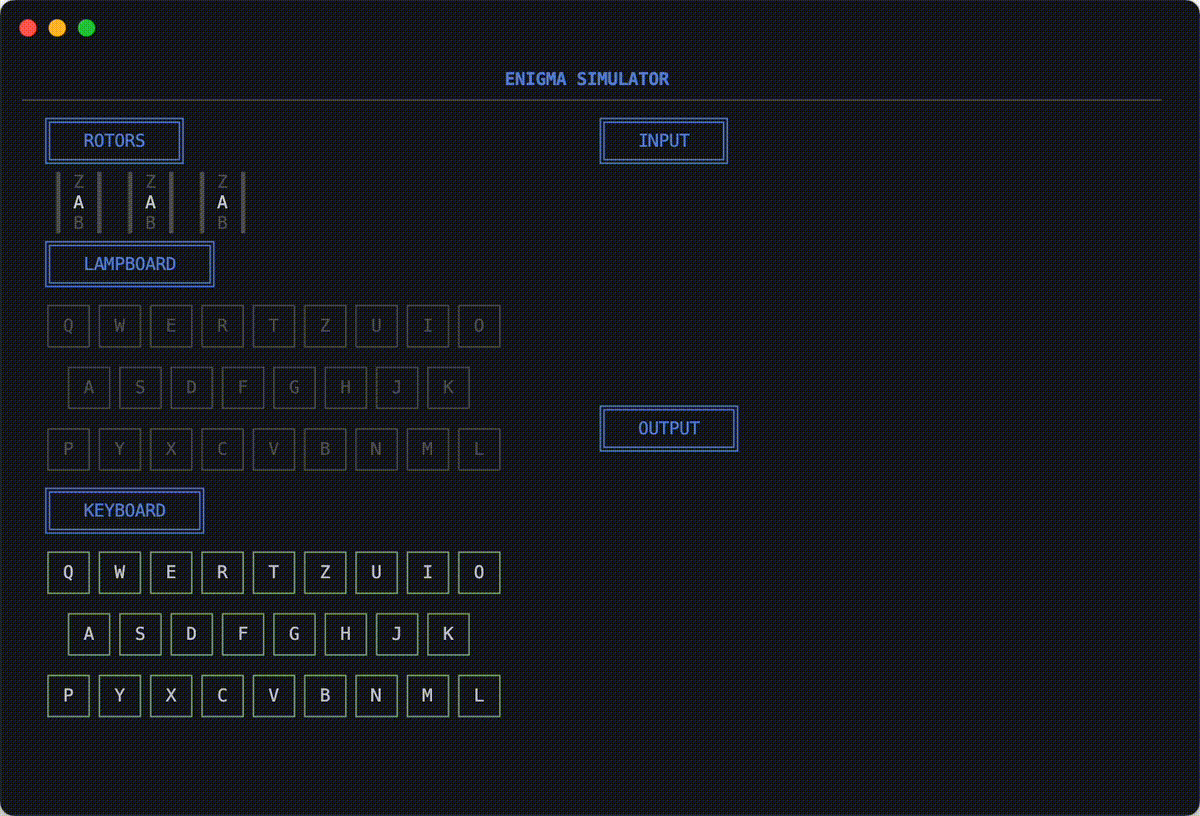 ENIGMA SIMULATOR
ROTORS
Z Z Z
A A A
B B B
LAMPBOARD
Q W E R T Z U I O
A S D F G H J K
P Y X C V B N M L
KEYBOARD
Q W E R T Z U I O
A S D F G H J K
P Y X C V B N M L
INPUT
OUTPUT